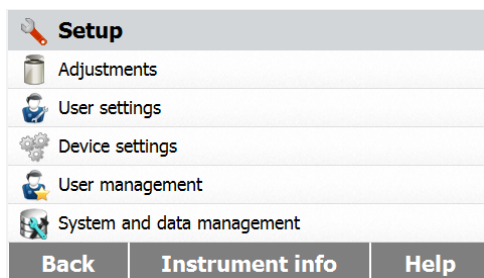 Setup
Adjustments
User settings
Device settings
User management
System and data management
Back Instrument info Help